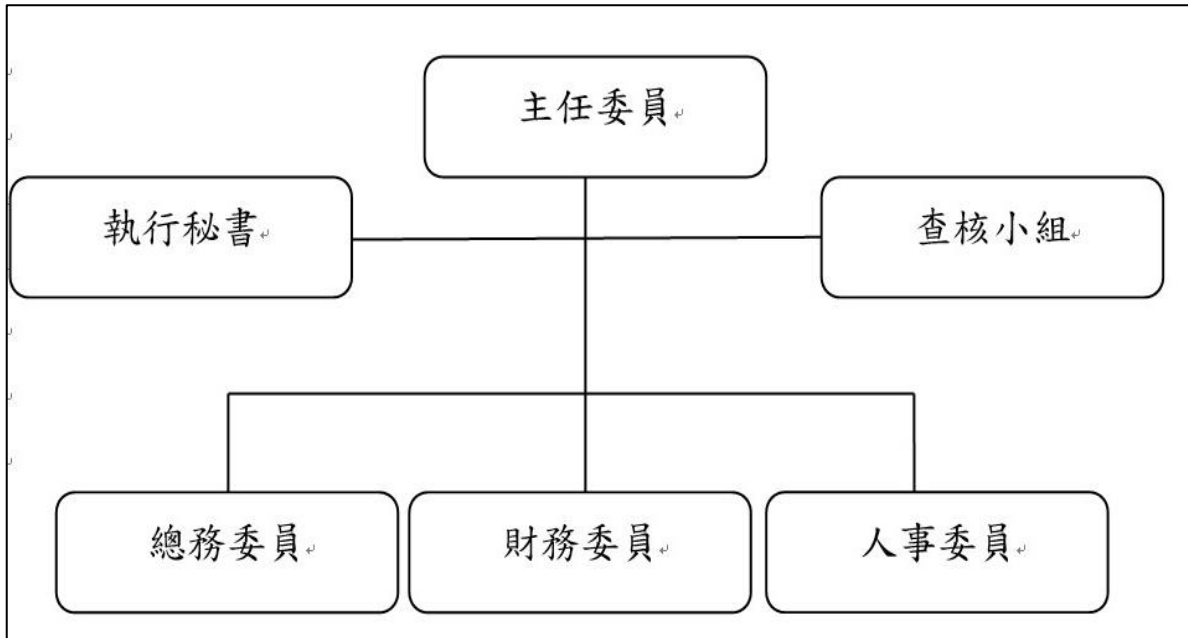 主任委員
執行秘書
查核小組
總務委員
財務委員
人事委員